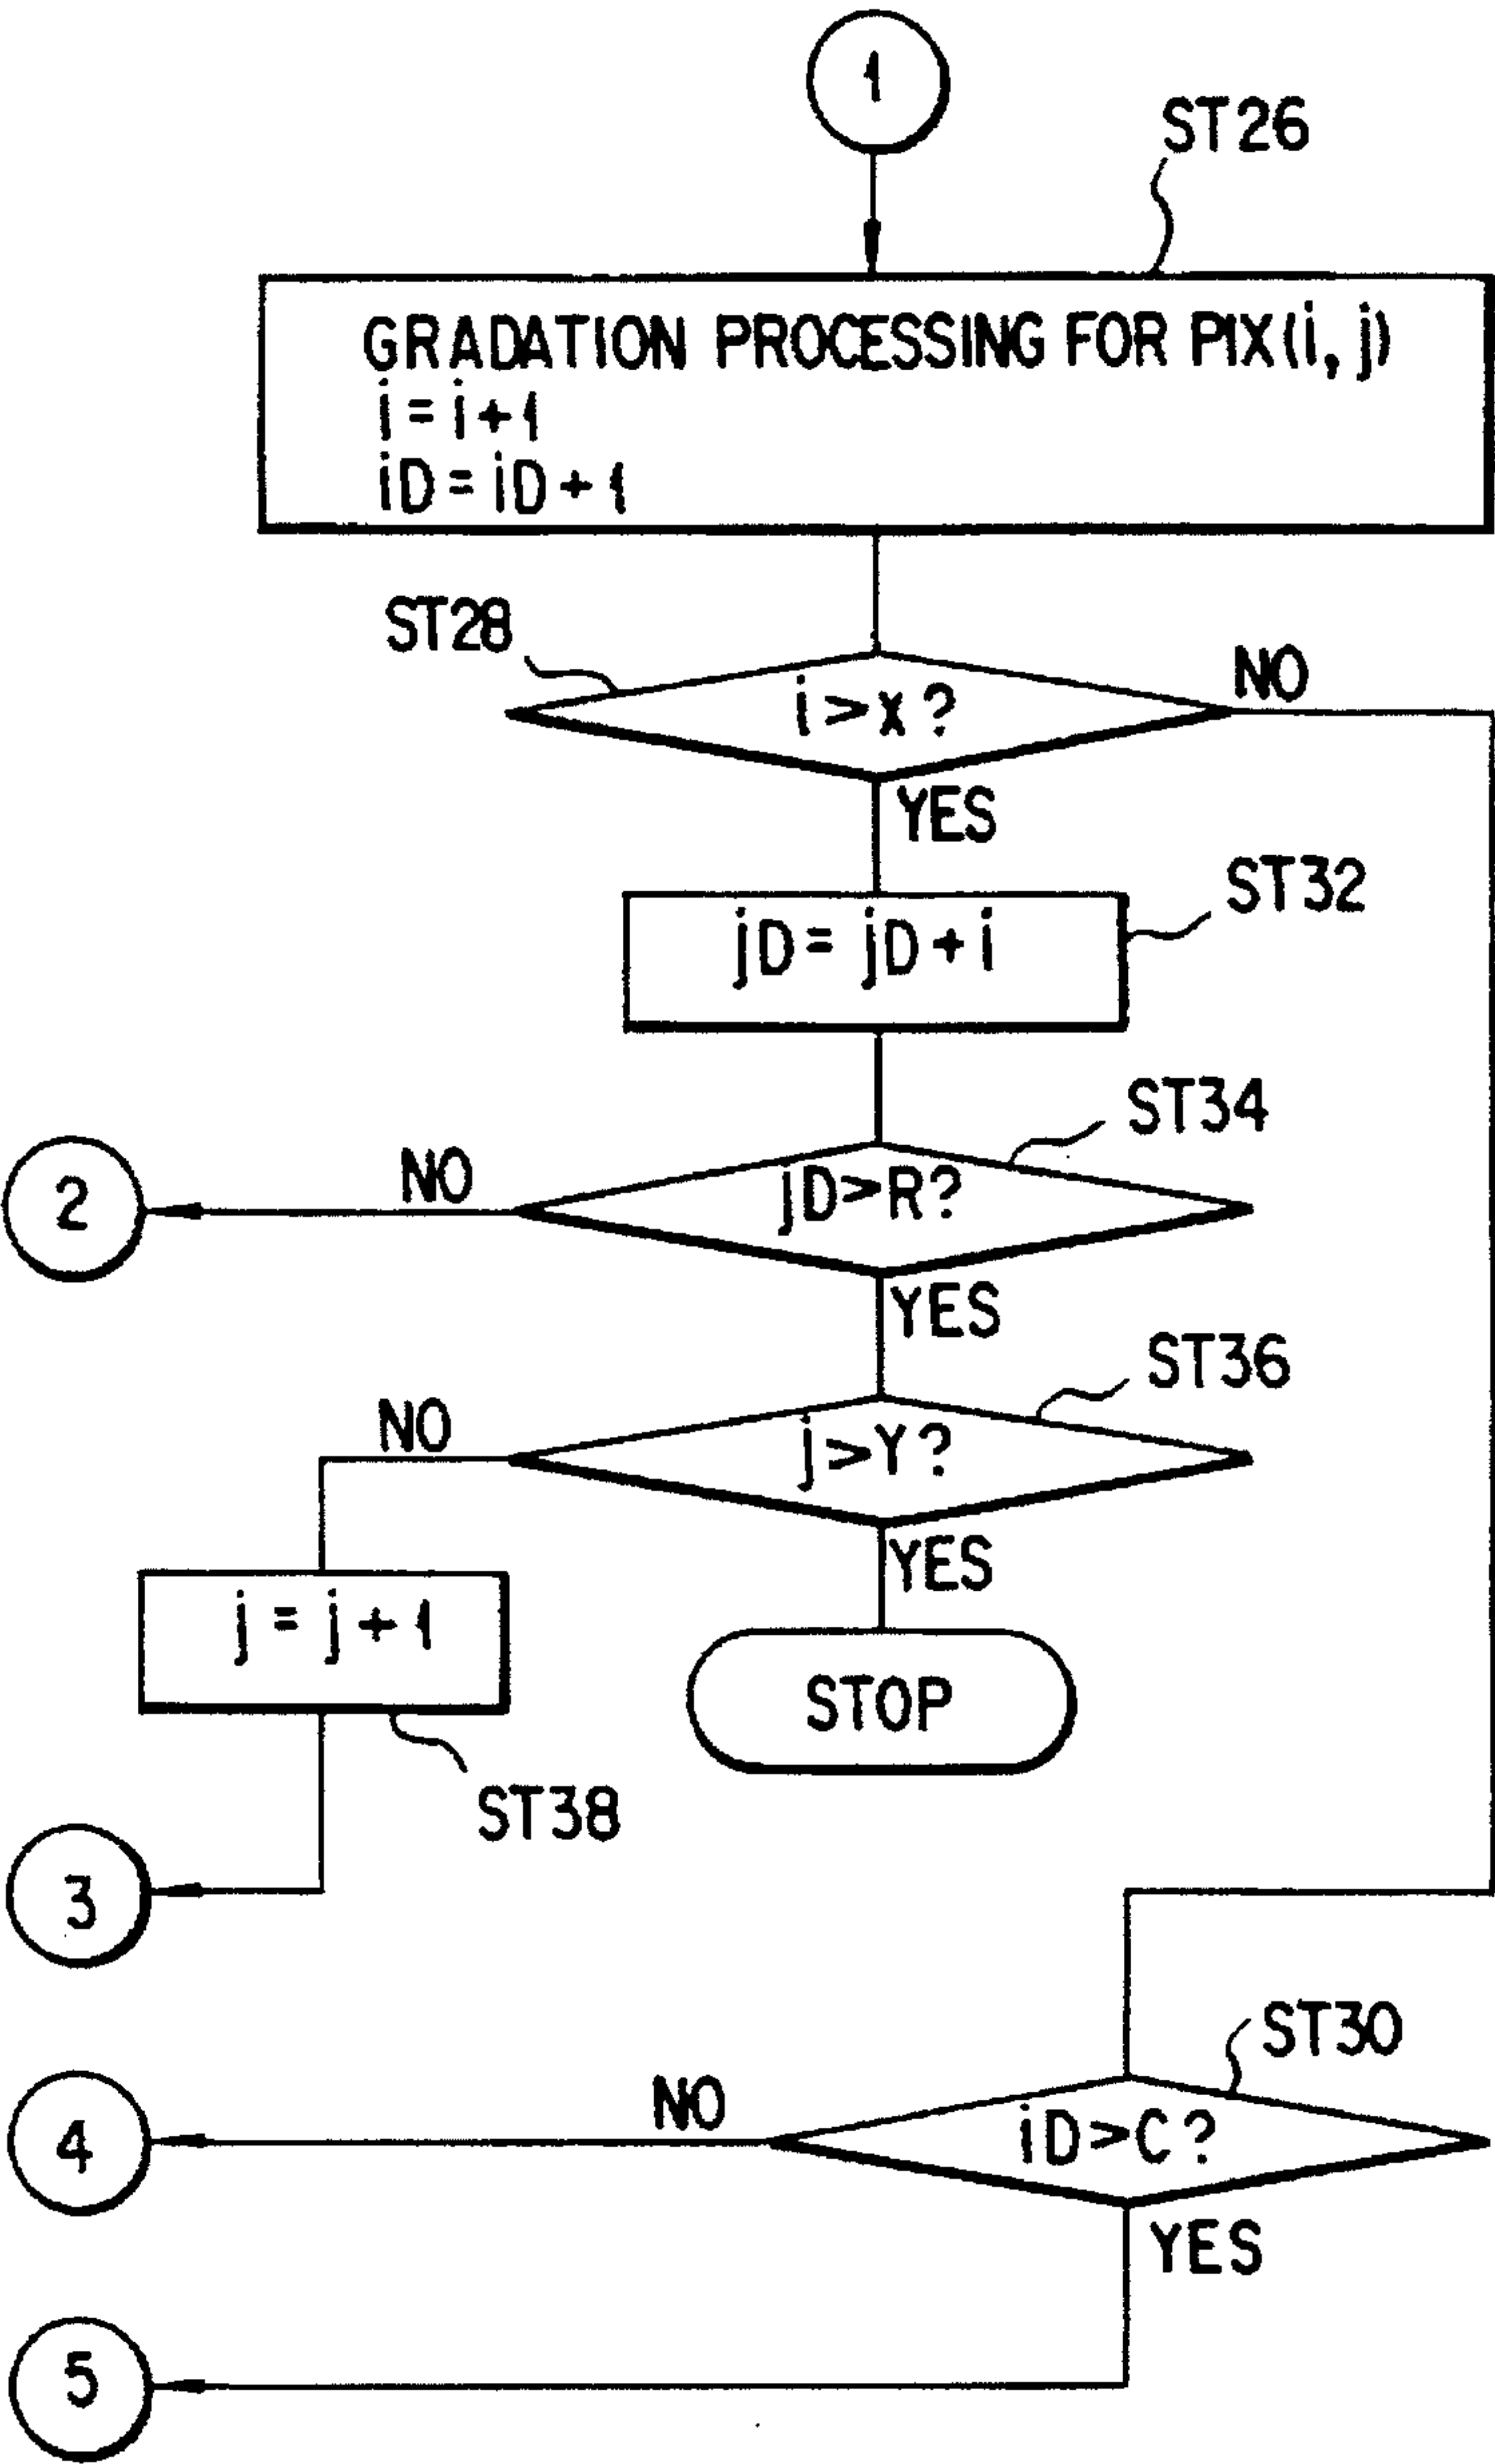 1
ST26
GRADATION PROCESSING FOR PIX(i, j)
i=i+1
iD=iD+1
ST28
i>X?
NO
YES
ST32
jD=jD+i
ST34
jD>R?
NO
2
YES
ST36
j>Y?
NO
YES
j=j+1
STOP
ST38
3
ST30
iD>C?
NO
4
YES
5